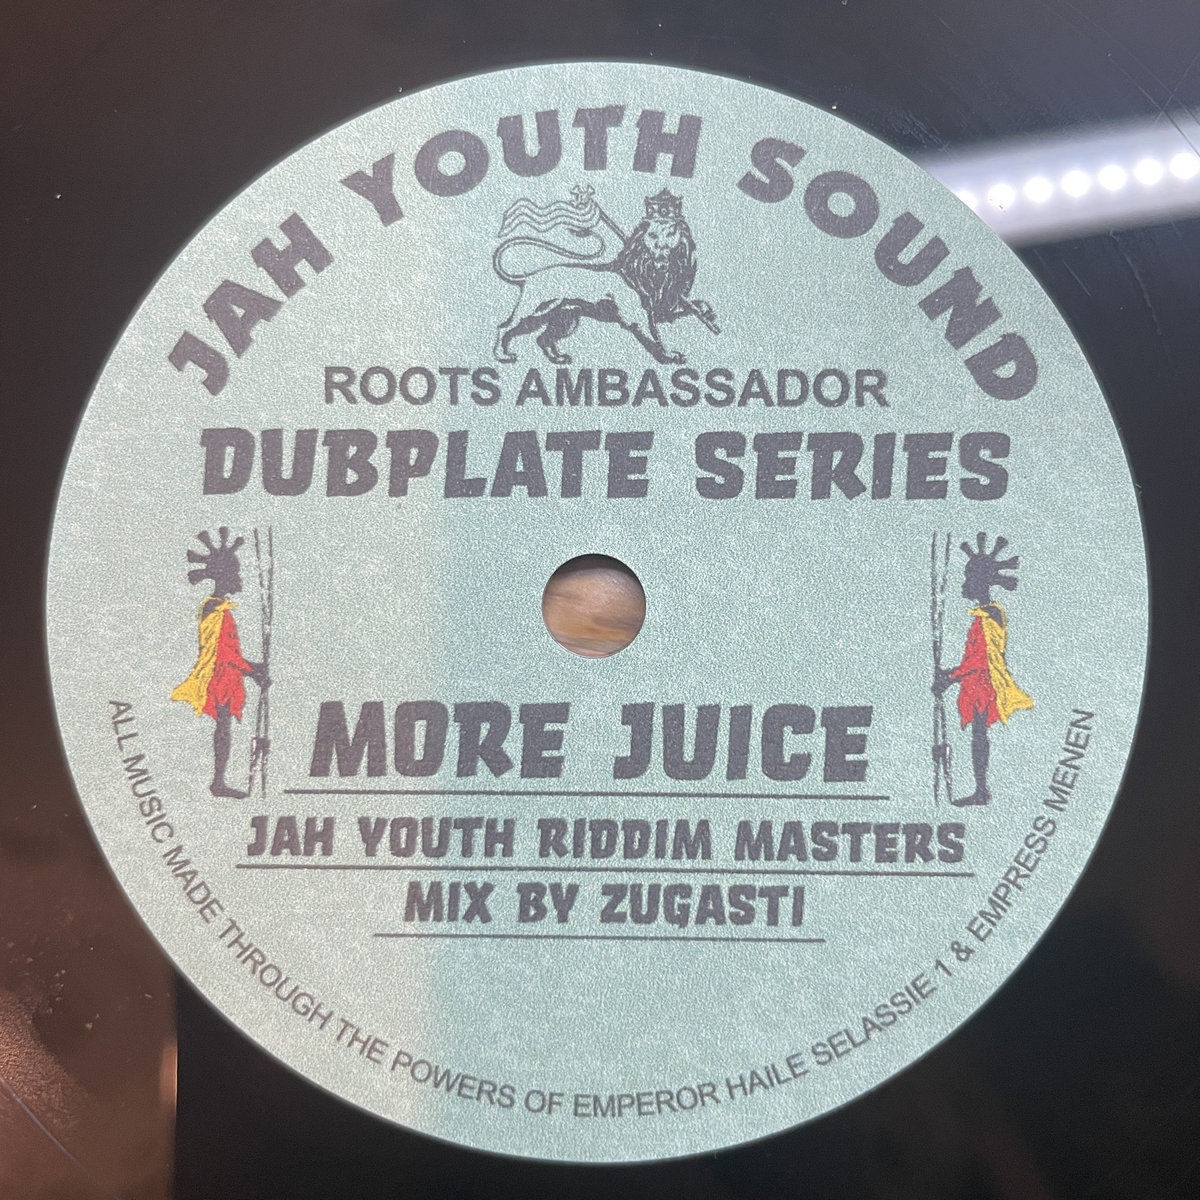 JAH YOUTH SOUND
ROOTS AMBASSADOR
DUBPLATE SERIES
MORE JUICE
JAH YOUTH RIDDIM MASTERS
MIX BY ZUGASTI
ALL MUSIC MADE THROUGH THE POWERS OF EMPEROR HAILE SELASSIE 1 & EMPRESS MENEN